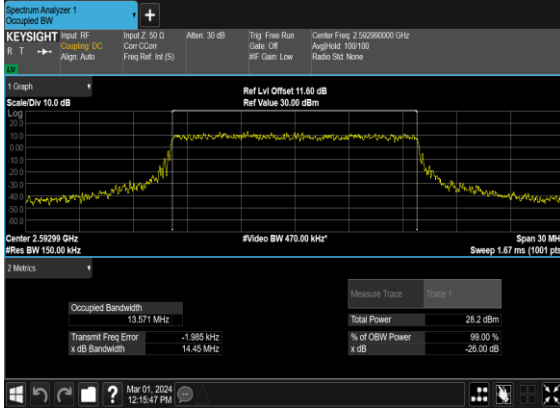 Spectrum Analyzer 1
Occupied BW
+
KEYSIGHT Input: RF Input Z: 50 Ω Atten: 30 dB Trig: Free Run Center Freq: 2.592990000 GHz
R T Coupling: DC Corr CCorr Gate: Off Avg|Hold: 100/100
Align: Auto Freq Ref: Int (S) #IF Gain: Low Radio Std: None
1 Graph
Ref Lvl Offset 11.60 dB
Scale/Div 10.0 dB Ref Value 30.00 dBm
Log
20.0
10.0
0.00
-10.0
-20.0
-30.0
-40.0
-50.0
-60.0
Center 2.59299 GHz #Video BW 470.00 kHz* Span 30 MH
#Res BW 150.00 kHz Sweep 1.67 ms (1001 pts
2 Metrics
Measure Trace Trace 1
Occupied Bandwidth
13.571 MHz Total Power 28.2 dBm
Transmit Freq Error -1.985 kHz % of OBW Power 99.00 %
x dB Bandwidth 14.45 MHz x dB -26.00 dB
? Mar 01, 2024
12:15:47 PM